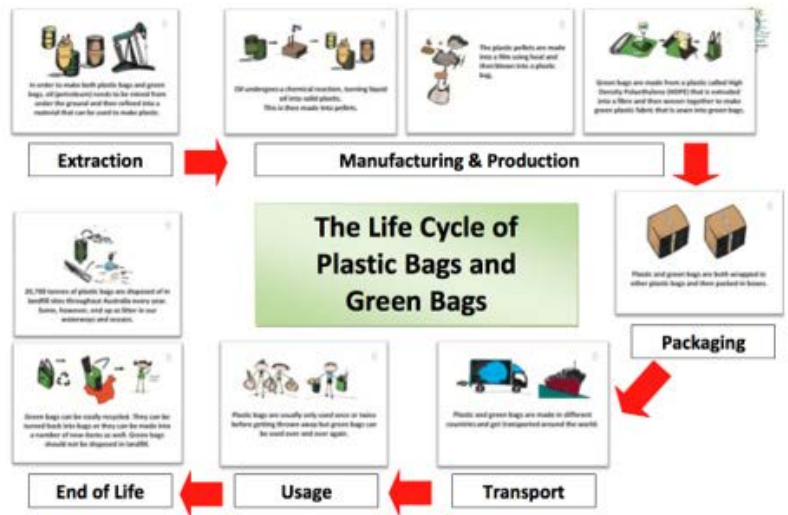 In order to make both plastic bags and green
bags, oil (petroleum) needs to be mined from
under the ground and then refined into a
material that can be used to make plastic.
Extraction
Oil undergoes a chemical reaction, turning liquid
oil into solid plastic.
This is then made into pellets.
The plastic pellets are made
into a film using heat and
then blown into a plastic
bag.
Green bags are made from a plastic called High
Density Polyethylene (HDPE) that is extruded
into a fibre and then woven together to make
green plastic fabric that is sewn into green bags.
Manufacturing & Production
The Life Cycle of
Plastic Bags and
Green Bags
Plastic and green bags are both wrapped in
other plastic bags and then packed in boxes.
Packaging
Plastic and green bags are made in different
countries and get transported around the world.
Transport
Plastic bags are usually only used once or twice
before getting thrown away but green bags can
be used over and over again.
Usage
20,700 tonnes of plastic bags are disposed of in
landfill sites throughout Australia every year.
Some, however, end up as litter in our
waterways and oceans.
Green bags can be easily recycled. They can be
turned back into bags or they can be made into
a number of new items as well. Green bags
should not be disposed in landfill.
End of Life